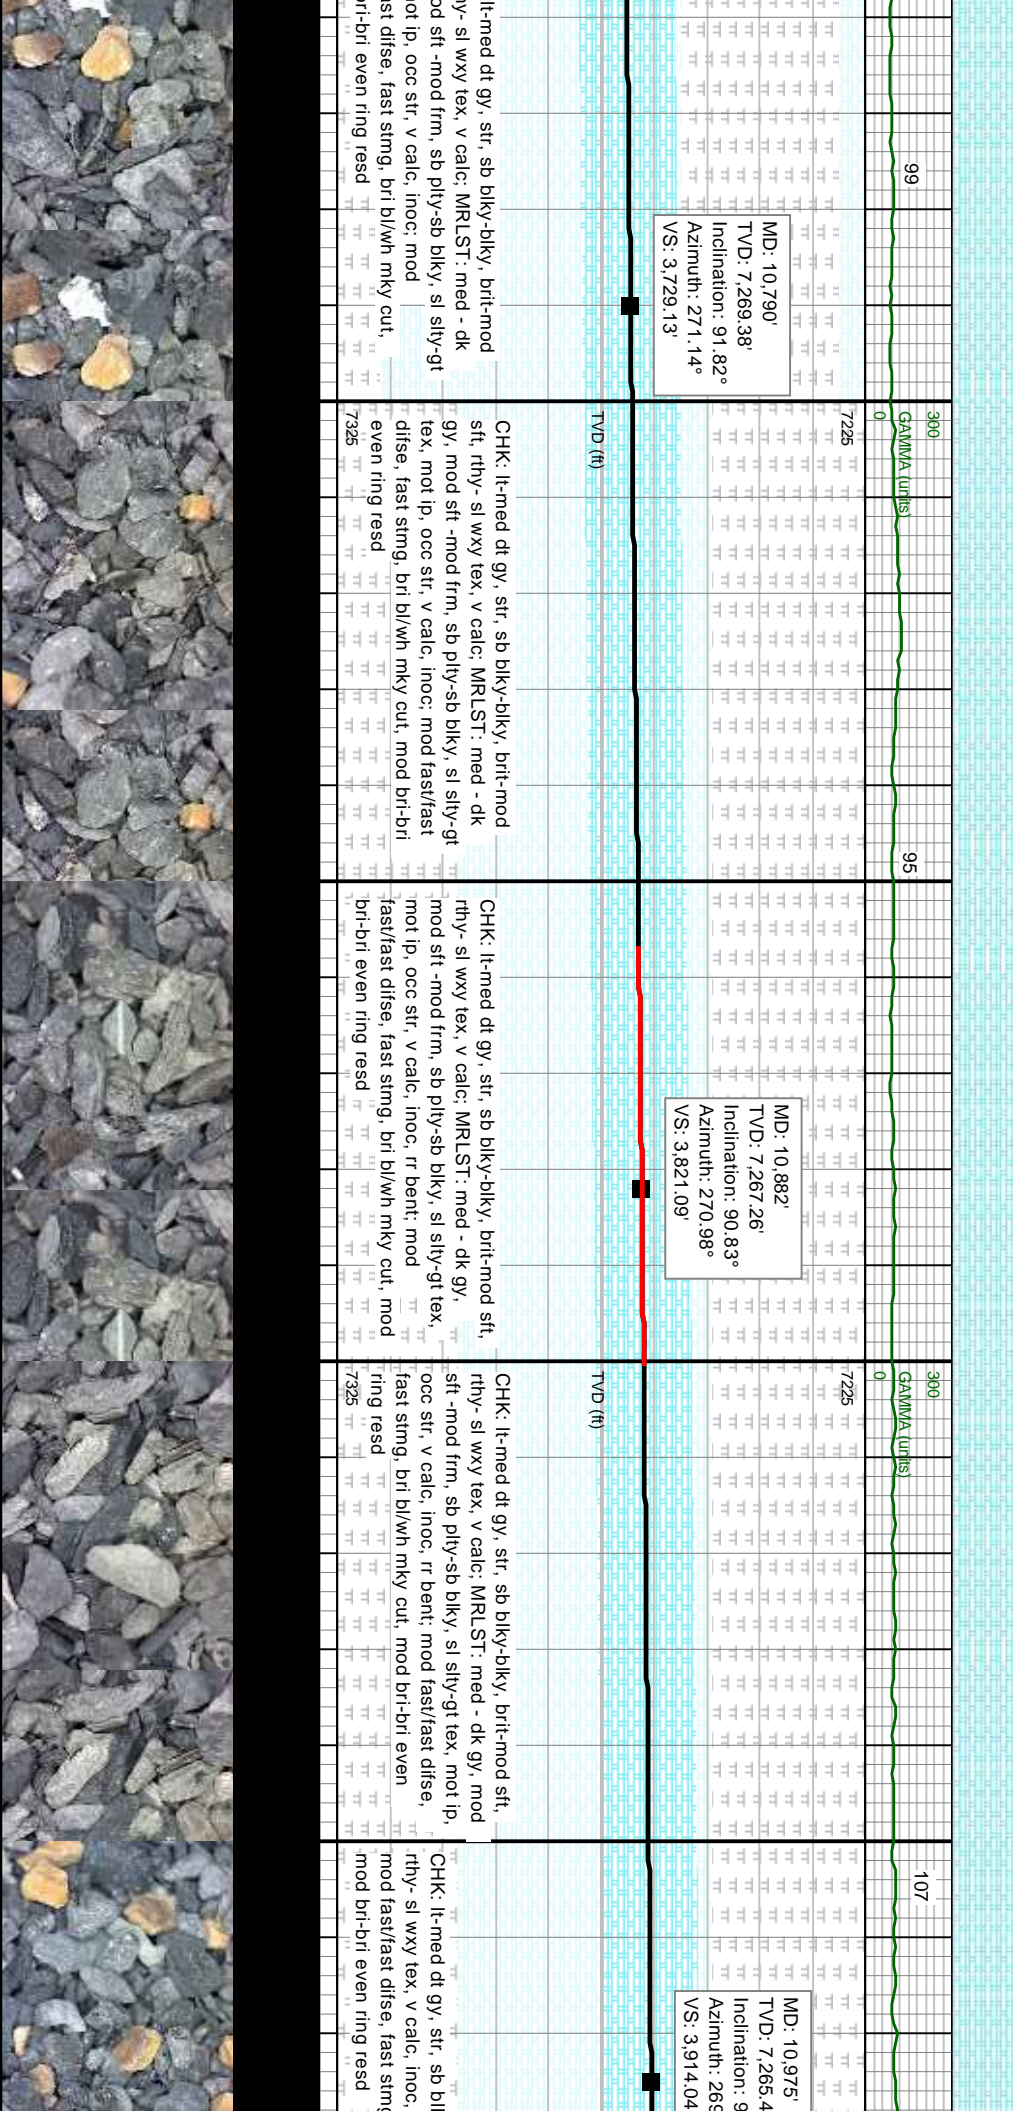 99
MD: 10,790'
TVD: 7,269.38'
Inclination: 91.82°
Azimuth: 271.14°
VS: 3,729.13'
lt-med dt gy, str, sb blky-blky, brit-mod
sl wxy tex, v calc; MRLST: med - dk
sft -mod frm, sb plty-sb blky, sl slty-gt
ip, occ str, v calc, inoc; mod
difse, fast stmg, bri bl/wh mky cut,
even ring resd
300
GAMMA (units)
0
7225
TVD (ft)
7325
CHK: lt-med dt gy, str, sb blky-blky, brit-mod
sft, rthy- sl wxy tex, v calc; MRLST: med - dk
gy, mod sft -mod frm, sb plty-sb blky, sl slty-gt
tex, mot ip, occ str, v calc, inoc; mod fast/fast
difse, fast stmg, bri bl/wh mky cut, mod bri-bri
even ring resd
95
MD: 10,882'
TVD: 7,267.26'
Inclination: 90.83°
Azimuth: 270.98°
VS: 3,821.09'
CHK: lt-med dt gy, str, sb blky-blky, brit-mod sft,
rthy- sl wxy tex, v calc; MRLST: med - dk gy,
mod sft -mod frm, sb plty-sb blky, sl slty-gt tex,
mot ip, occ str, v calc, inoc, rr bent; mod
fast/fast difse, fast stmg, bri bl/wh mky cut, mod
bri-bri even ring resd
300
GAMMA (units)
0
7225
TVD (ft)
7325
CHK: lt-med dt gy, str, sb blky-blky, brit-mod sft,
rthy- sl wxy tex, v calc; MRLST: med - dk gy, mod
sft -mod frm, sb plty-sb blky, sl slty-gt tex, mot ip,
occ str, v calc, inoc, rr bent; mod fast/fast difse,
fast stmg, bri bl/wh mky cut, mod bri-bri even
ring resd
107
MD: 10,975'
TVD: 7,265.4
Inclination: 9
Azimuth: 269
VS: 3,914.04
CHK: lt-med dt gy, str, sb
rthy- sl wxy tex, v calc, inoc,
mod fast/fast difse, fast stmg
mod bri-bri even ring resd